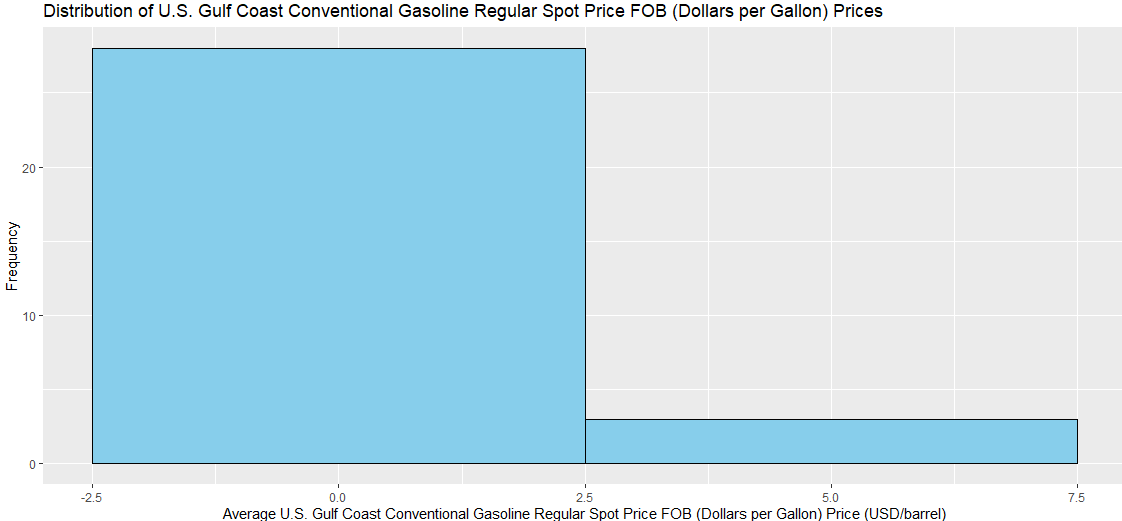 Distribution of U.S. Gulf Coast Conventional Gasoline Regular Spot Price FOB (Dollars per Gallon) Prices
Frequency
20
10
0
-2.5 0.0 2.5 5.0 7.5
Average U.S. Gulf Coast Conventional Gasoline Regular Spot Price FOB (Dollars per Gallon) Price (USD/barrel)